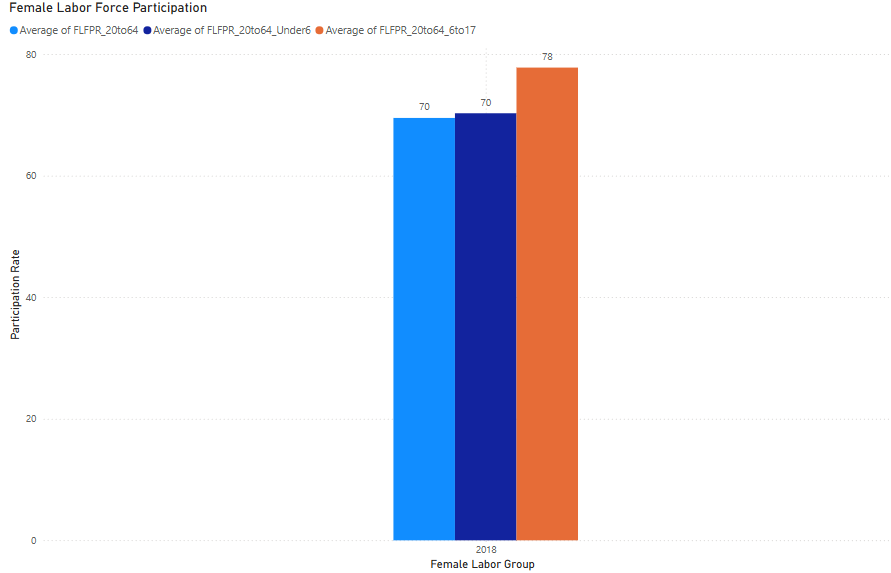 Female Labor Force Participation
Average of FLFPR_20to64 Average of FLFPR_20to64_Under6 Average of FLFPR_20to64_6to17
80
60
40
20
0
Participation Rate
70
70
78
2018
Female Labor Group